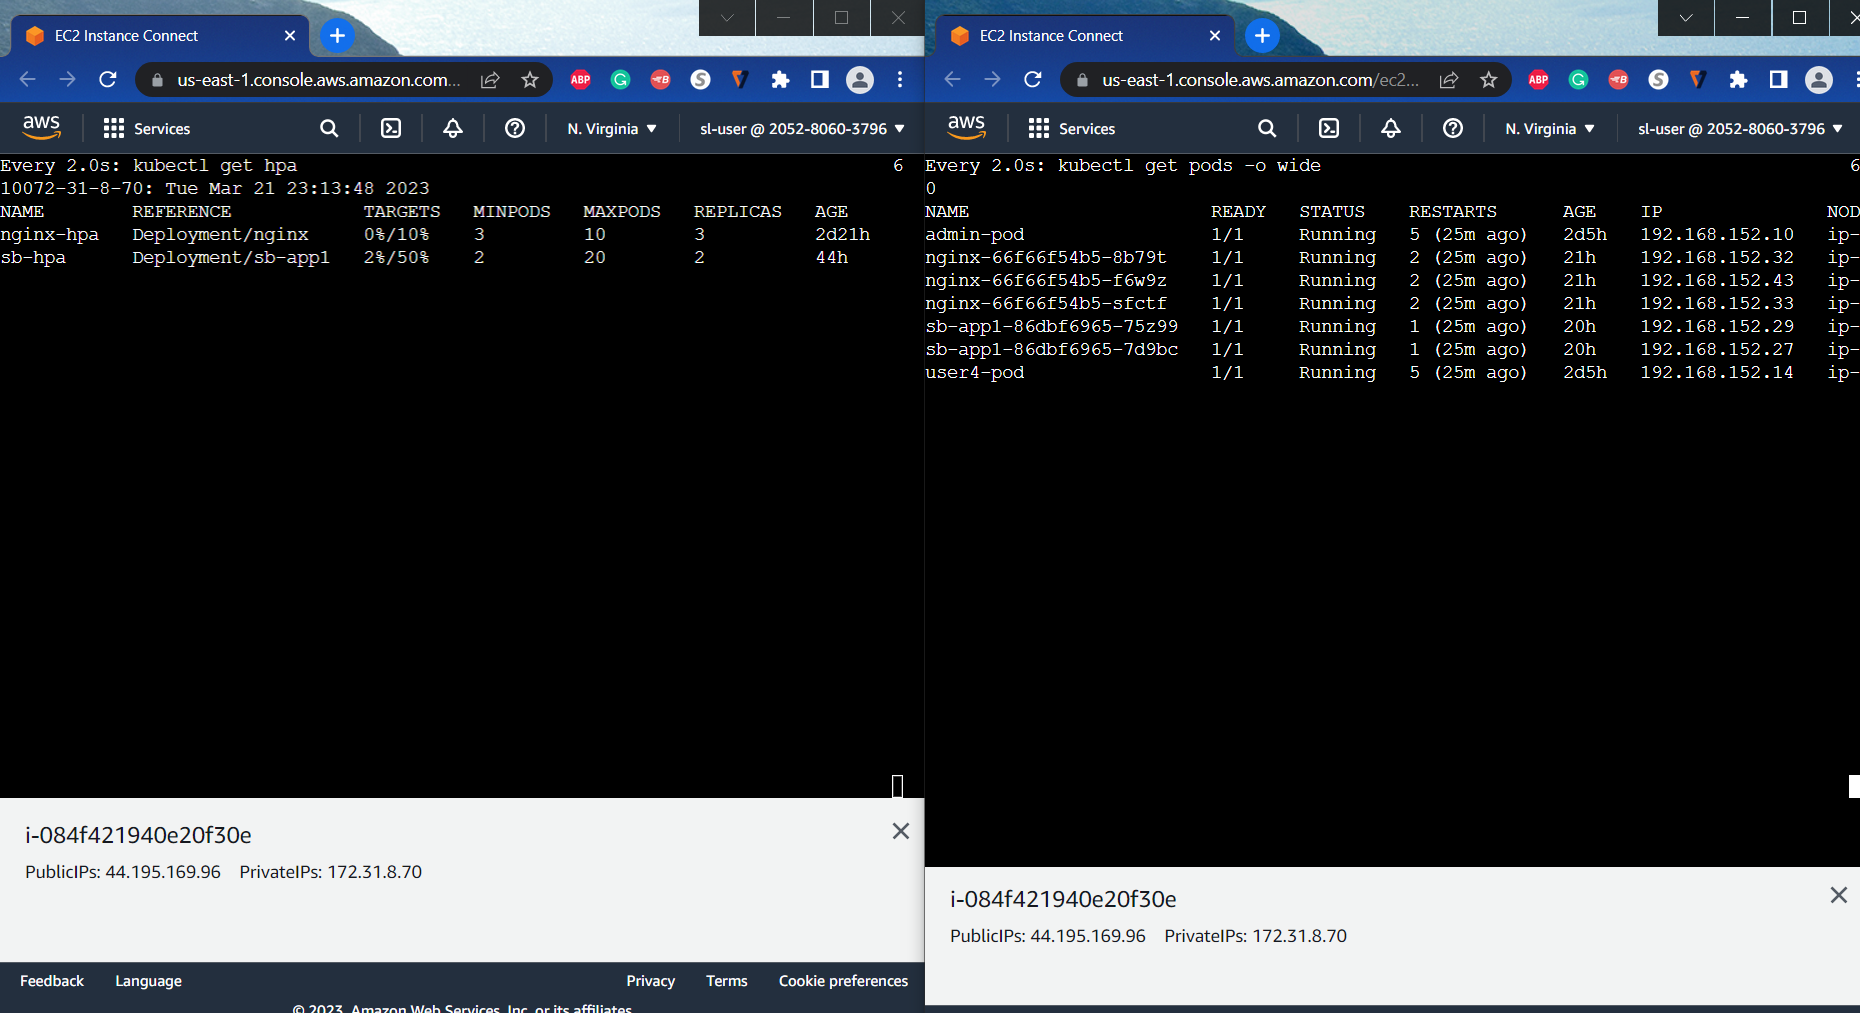 EC2 Instance Connect
us-east-1.console.aws.amazon.com...
ABP
aws Services N. Virginia sl-user @ 2052-8060-3796
Every 2.0s: kubectl get hpa 6
10072-31-8-70: Tue Mar 21 23:13:48 2023
NAME REFERENCE TARGETS MINPODS MAXPODS REPLICAS AGE
nginx-hpa Deployment/nginx 0%/10% 3 10 3 2d21h
sb-hpa Deployment/sb-app1 2%/50% 2 20 2 44h
i-084f421940e20f30e
PublicIPs: 44.195.169.96 PrivateIPs: 172.31.8.70
Feedback Language Privacy Terms Cookie preferences
© 2023, Amazon Web Services, Inc. or its affiliates.
EC2 Instance Connect
us-east-1.console.aws.amazon.com/ec2...
ABP
aws Services N. Virginia sl-user @ 2052-8060-3796
Every 2.0s: kubectl get pods -o wide 6
0
NAME READY STATUS RESTARTS AGE IP NOD
admin-pod 1/1 Running 5 (25m ago) 2d5h 192.168.152.10 ip-
nginx-66f66f54b5-8b79t 1/1 Running 2 (25m ago) 21h 192.168.152.32 ip-
nginx-66f66f54b5-f6w9z 1/1 Running 2 (25m ago) 21h 192.168.152.43 ip-
nginx-66f66f54b5-sfctf 1/1 Running 2 (25m ago) 21h 192.168.152.33 ip-
sb-app1-86dbf6965-75z99 1/1 Running 1 (25m ago) 20h 192.168.152.29 ip-
sb-app1-86dbf6965-7d9bc 1/1 Running 1 (25m ago) 20h 192.168.152.27 ip-
user4-pod 1/1 Running 5 (25m ago) 2d5h 192.168.152.14 ip-
i-084f421940e20f30e
PublicIPs: 44.195.169.96 PrivateIPs: 172.31.8.70